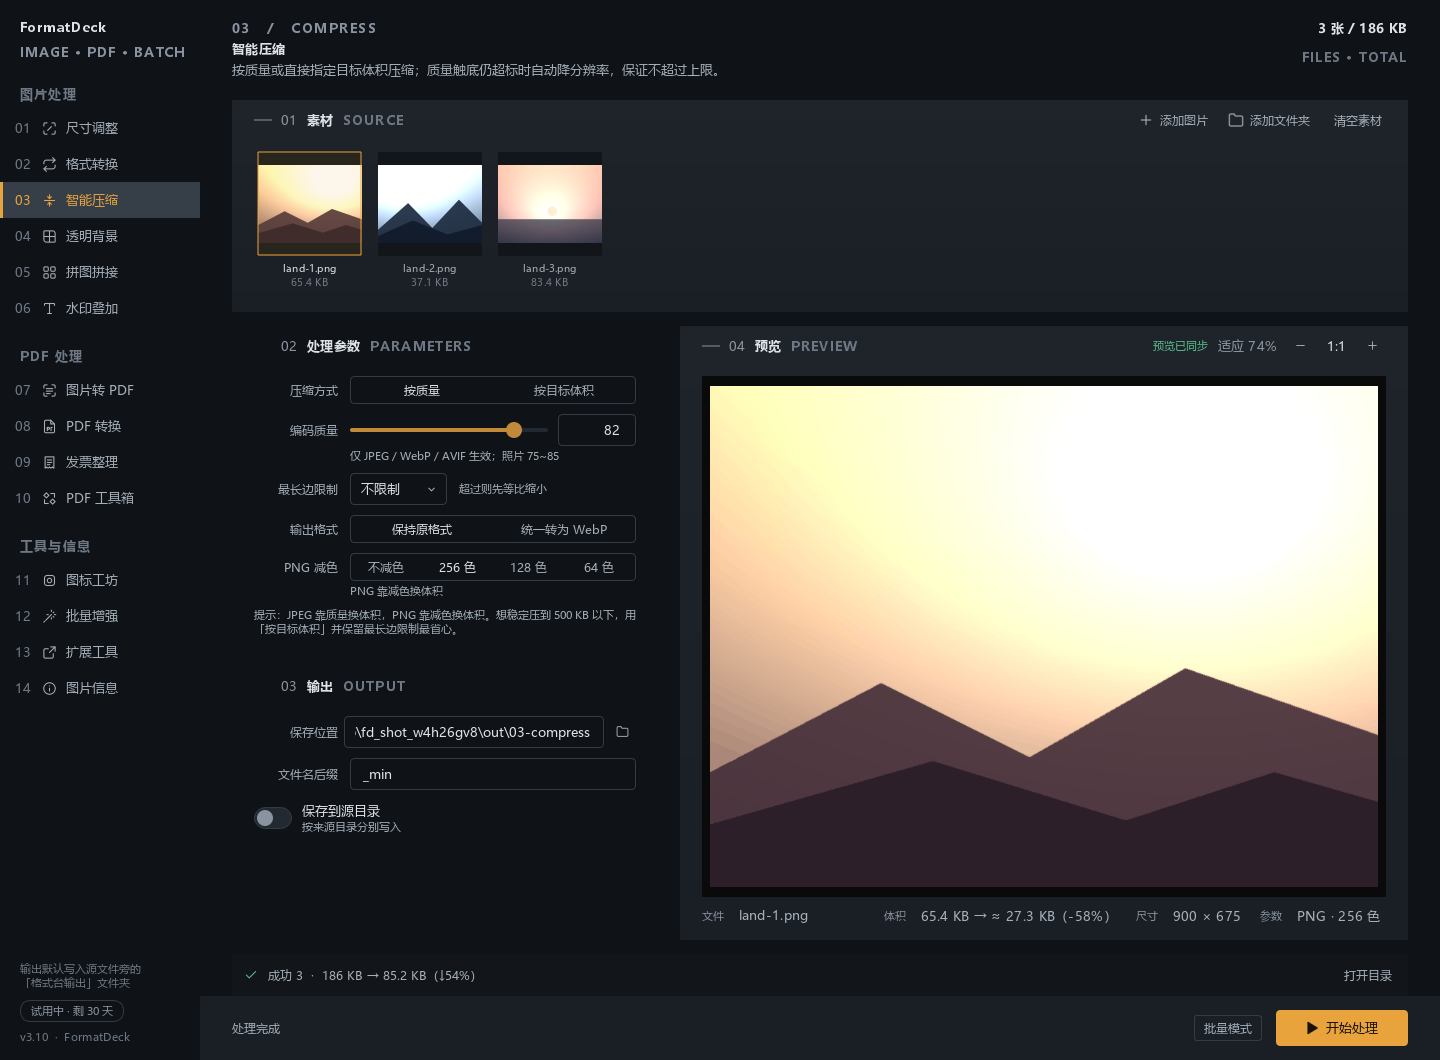 FormatDeck
IMAGE • PDF • BATCH
图片处理
01 尺寸调整
02 格式转换
03 智能压缩
04 透明背景
05 拼图拼接
06 水印叠加
PDF 处理
07 图片转 PDF
08 PDF 转换
09 发票整理
10 PDF 工具箱
工具与信息
11 图标工坊
12 批量增强
13 扩展工具
14 图片信息
输出默认写入源文件旁的
「格式台输出」文件夹
试用中 · 剩 30 天
v3.10 · FormatDeck
03 / COMPRESS
智能压缩
按质量或直接指定目标体积压缩；质量触底仍超标时自动降分辨率，保证不超过上限。
3 张 / 186 KB
FILES • TOTAL
01 素材 SOURCE
添加图片 添加文件夹 清空素材
land-1.png
65.4 KB
land-2.png
37.1 KB
land-3.png
83.4 KB
02 处理参数 PARAMETERS
压缩方式 按质量 按目标体积
编码质量 82
仅 JPEG / WebP / AVIF 生效；照片 75~85
最长边限制 不限制 超过则先等比缩小
输出格式 保持原格式 统一转为 WebP
PNG 减色 不减色 256 色 128 色 64 色
PNG 靠减色换体积
提示：JPEG 靠质量换体积，PNG 靠减色换体积。想稳定压到 500 KB 以下，用
「按目标体积」并保留最长边限制最省心。
03 输出 OUTPUT
保存位置 \fd_shot_w4h26gv8\out\03-compress
文件名后缀 _min
保存到源目录
按来源目录分别写入
04 预览 PREVIEW
预览已同步 适应 74% − 1:1 +
文件 land-1.png 体积 65.4 KB → ≈ 27.3 KB（-58%） 尺寸 900 × 675 参数 PNG · 256 色
成功 3 · 186 KB → 85.2 KB（↓54%）
打开目录
处理完成
批量模式
开始处理